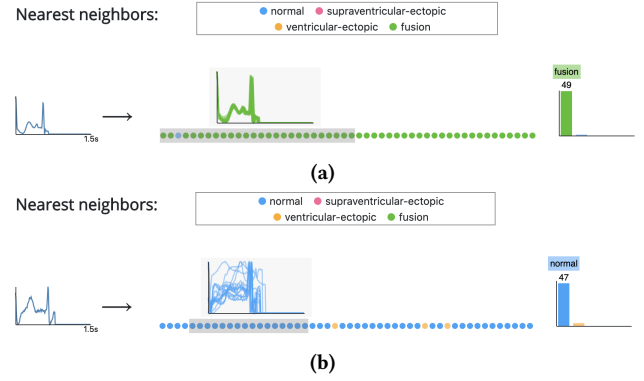 Nearest neighbors:
normal supraventricular-ectopic
ventricular-ectopic fusion
fusion
49
1.5s
(a)
Nearest neighbors:
normal supraventricular-ectopic
ventricular-ectopic fusion
normal
47
1.5s
(b)